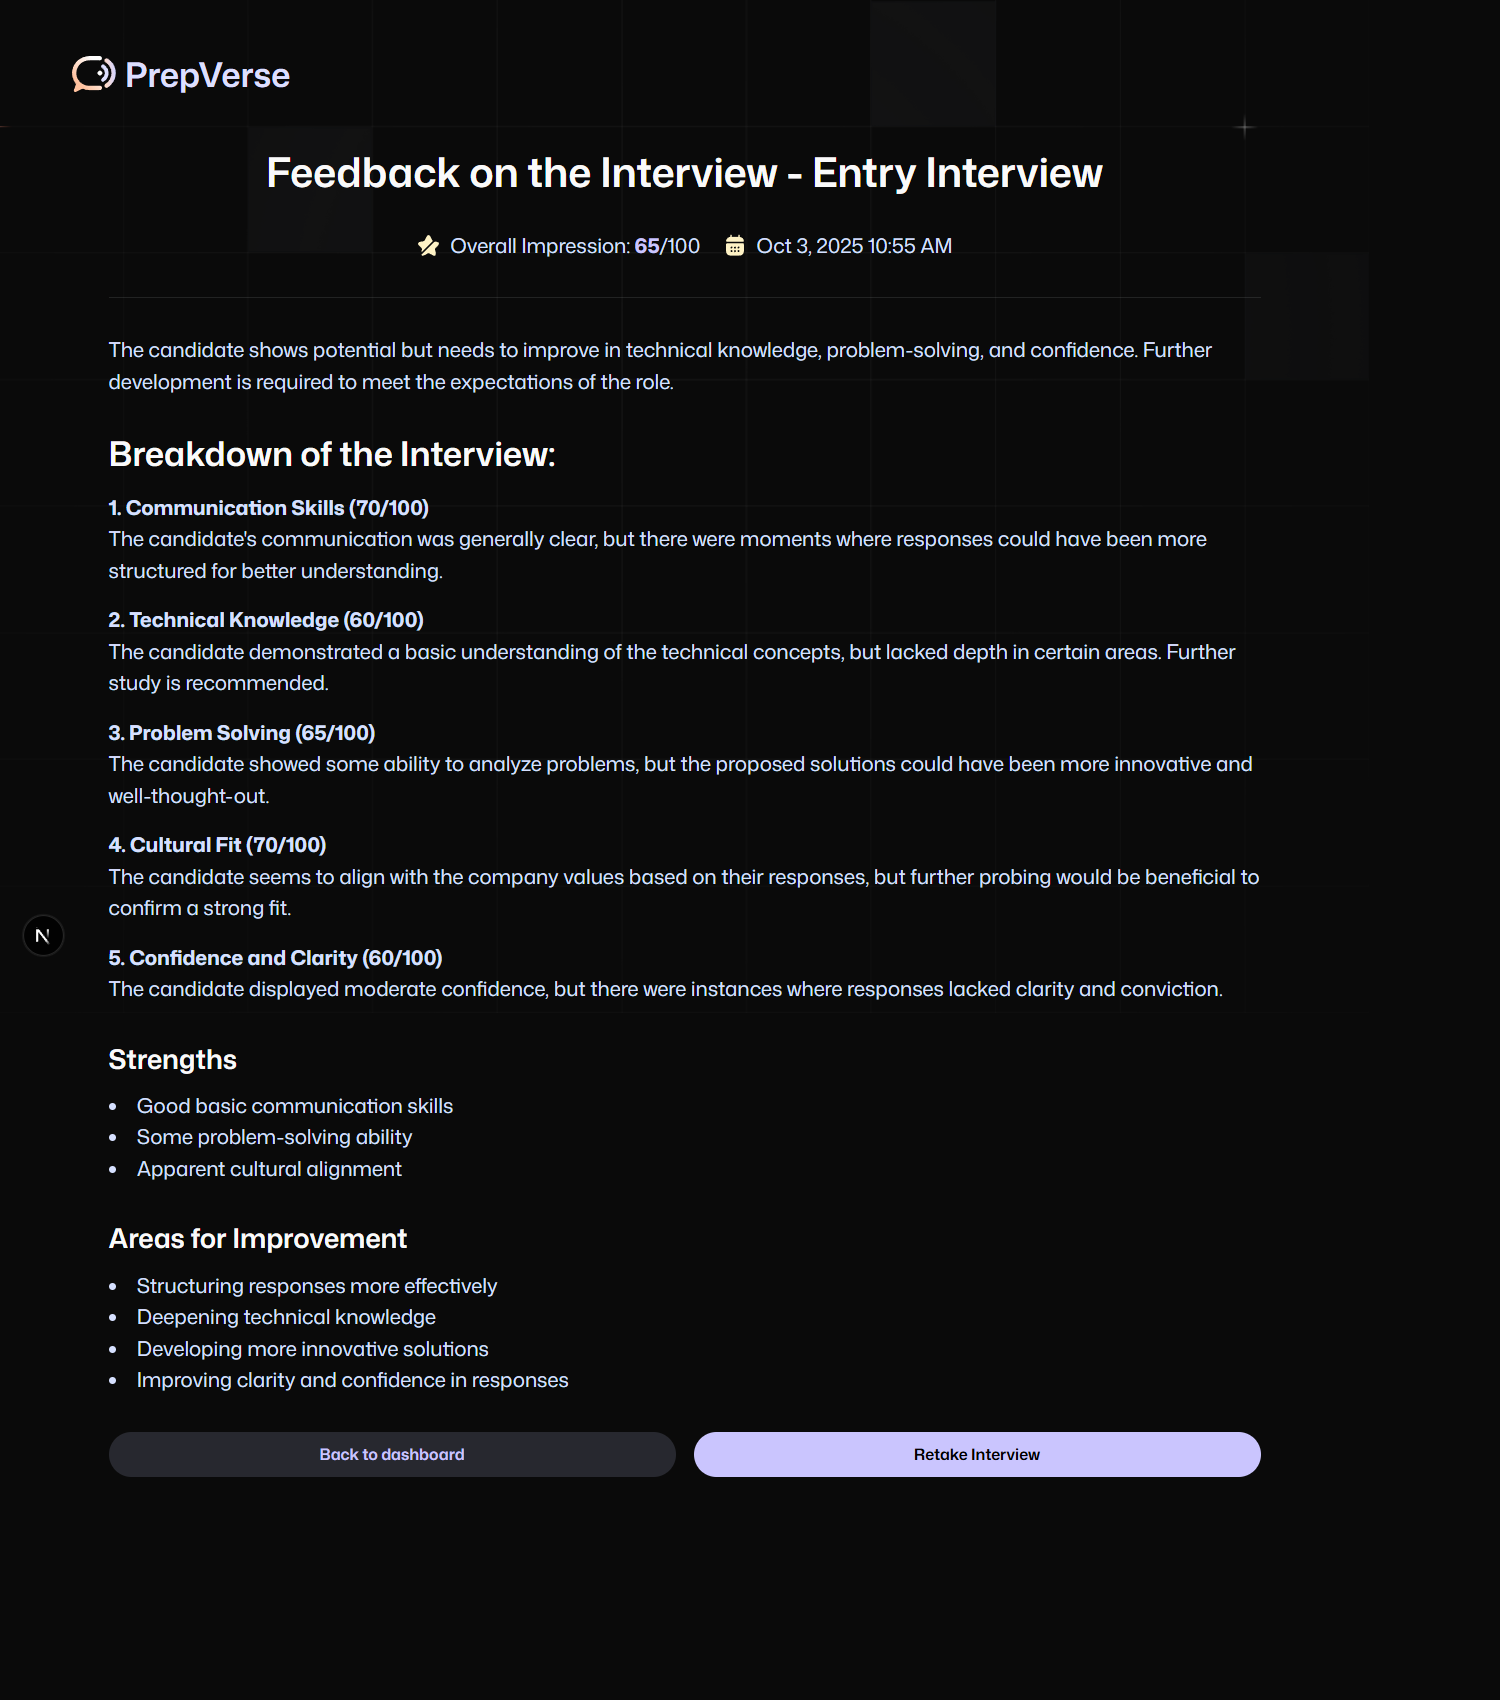 PrepVerse
Feedback on the Interview - Entry Interview
Overall Impression: 65/100 Oct 3, 2025 10:55 AM
The candidate shows potential but needs to improve in technical knowledge, problem-solving, and confidence. Further
development is required to meet the expectations of the role.
Breakdown of the Interview:
1. Communication Skills (70/100)
The candidate's communication was generally clear, but there were moments where responses could have been more
structured for better understanding.
2. Technical Knowledge (60/100)
The candidate demonstrated a basic understanding of the technical concepts, but lacked depth in certain areas. Further
study is recommended.
3. Problem Solving (65/100)
The candidate showed some ability to analyze problems, but the proposed solutions could have been more innovative and
well-thought-out.
4. Cultural Fit (70/100)
The candidate seems to align with the company values based on their responses, but further probing would be beneficial to
confirm a strong fit.
N
5. Confidence and Clarity (60/100)
The candidate displayed moderate confidence, but there were instances where responses lacked clarity and conviction.
Strengths
• Good basic communication skills
• Some problem-solving ability
• Apparent cultural alignment
Areas for Improvement
• Structuring responses more effectively
• Deepening technical knowledge
• Developing more innovative solutions
• Improving clarity and confidence in responses
Back to dashboard Retake Interview